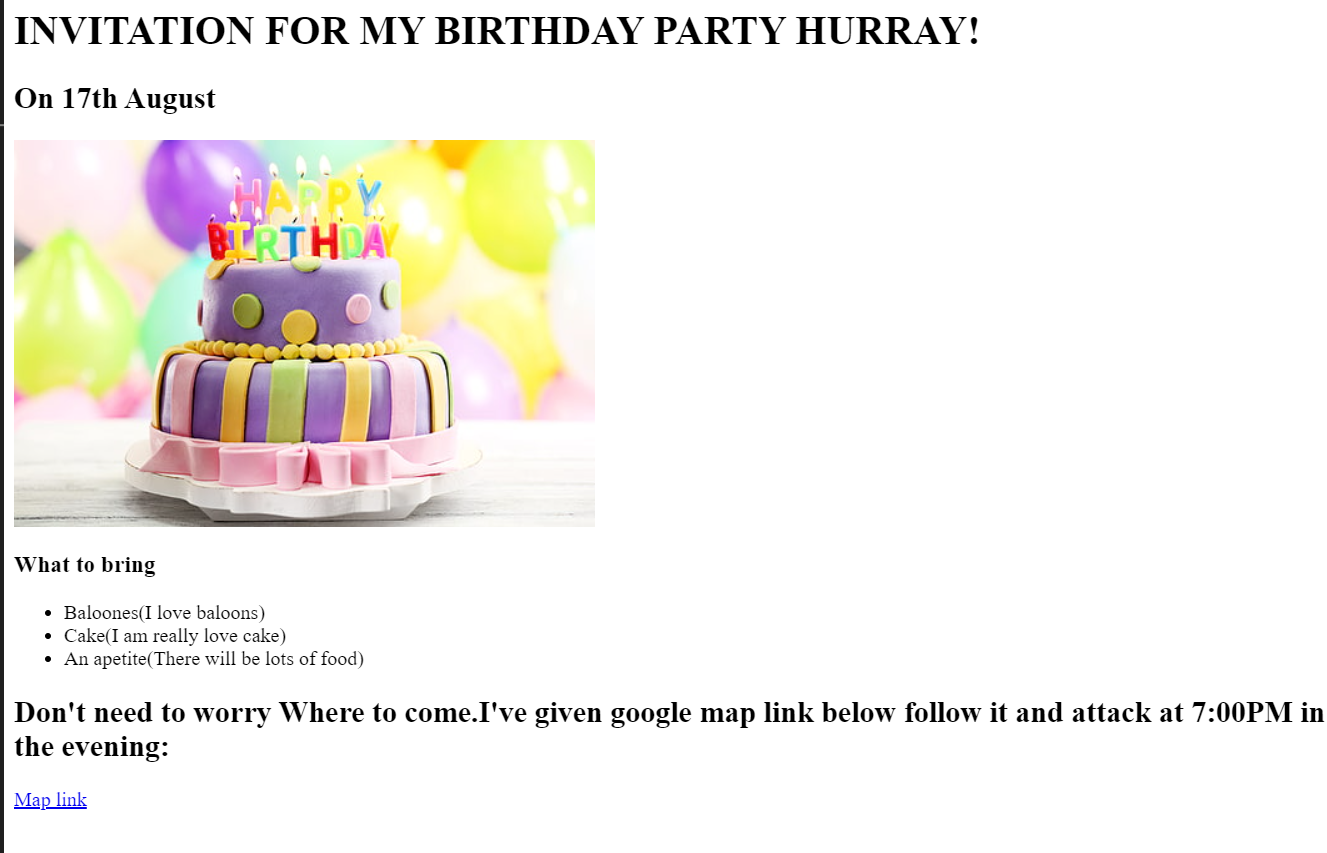 INVITATION FOR MY BIRTHDAY PARTY HURRAY!
On 17th August
HAPPY
BIRTHDAY
What to bring
Baloones(I love baloons)
Cake(I am really love cake)
An apetite(There will be lots of food)
Don't need to worry Where to come.I've given google map link below follow it and attack at 7:00PM in
the evening:
Map link